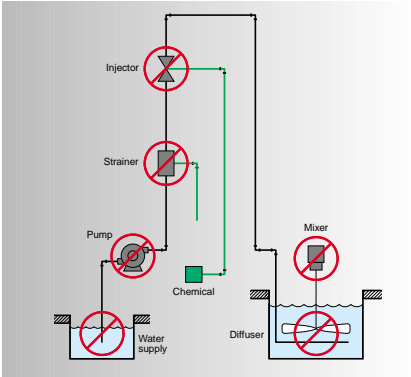 Injector
Strainer
Pump
Mixer
Chemical
Diffuser
Water
supply